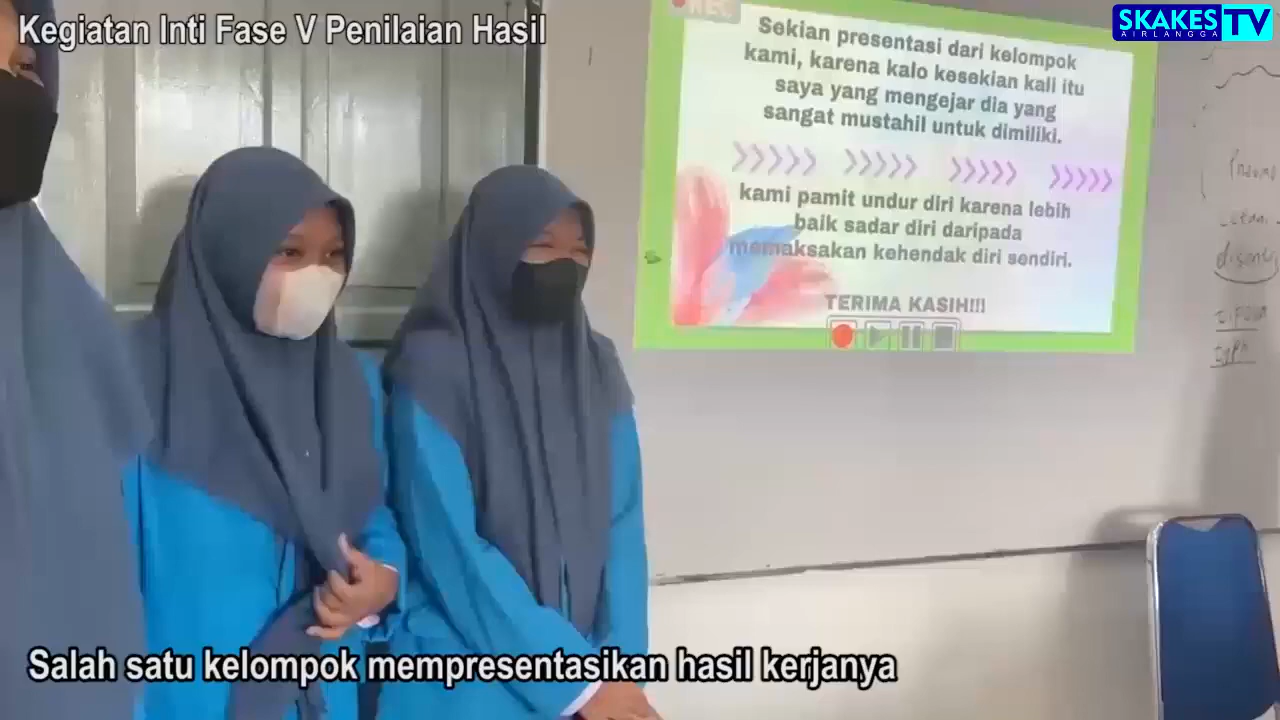 Kegiatan Inti Fase V Penilaian Hasil
SKAKES TV
AIRLANGGA
REC
Sekian presentasi dari kelompok
kami, karena kalo kesekian kali itu
saya yang mengejar dia yang
sangat mustahil untuk dimiliki.
kami pamit undur diri karena lebih
baik sadar diri daripada
memaksakan kehendak diri sendiri.
TERIMA KASIH!!!
Salah satu kelompok mempresentasikan hasil kerjanya